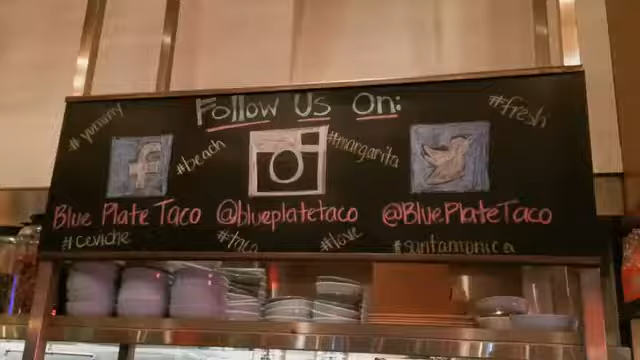 Follow Us On:
#yummy
#fresh
#beach
#margarita
f
Blue Plate Taco @blueplatetaco @BluePlateTaco
#ceviche #taco #love #santamonica